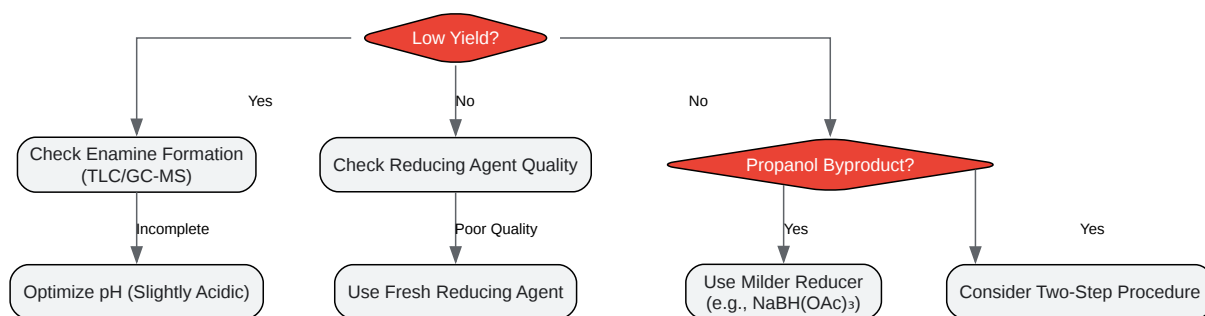 Low Yield?
Yes
No
No
Check Enamine Formation
(TLC/GC-MS)
Check Reducing Agent Quality
Propanol Byproduct?
Incomplete
Poor Quality
Yes
Yes
Optimize pH (Slightly Acidic)
Use Fresh Reducing Agent
Use Milder Reducer
(e.g., NaBH(OAc)₃)
Consider Two-Step Procedure